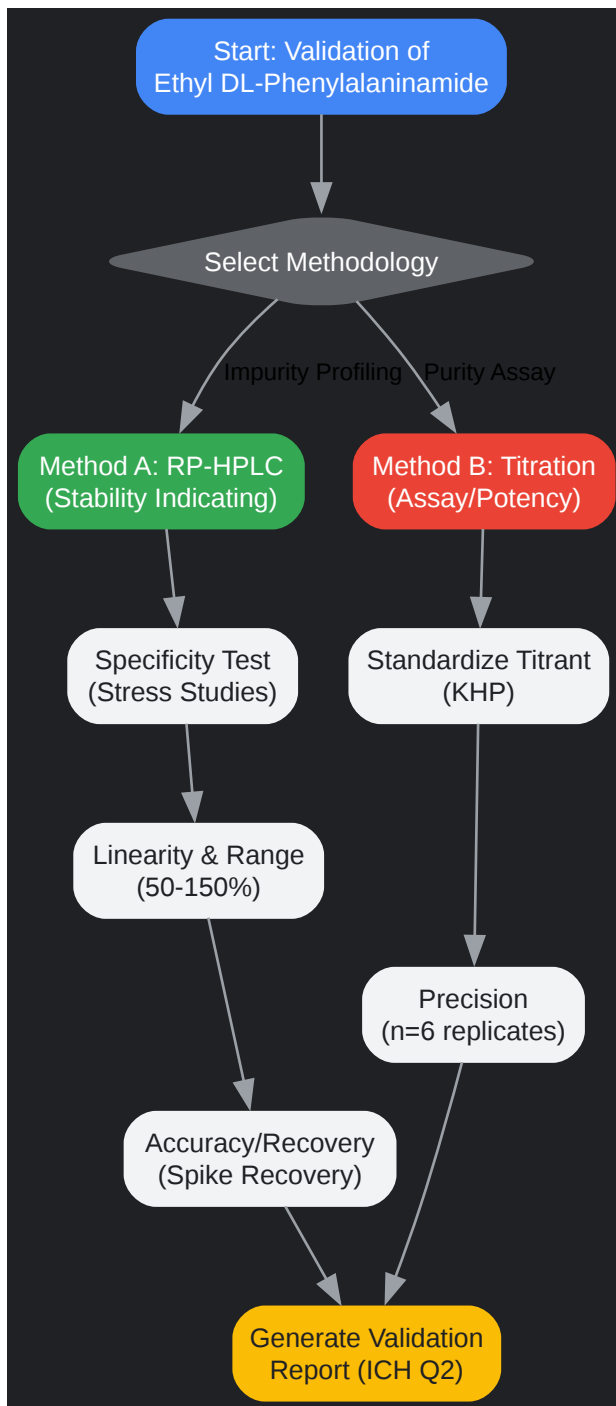 Start: Validation of
Ethyl DL-Phenylalaninamide
Select Methodology
Impurity Profiling
Purity Assay
Method A: RP-HPLC
(Stability Indicating)
Method B: Titration
(Assay/Potency)
Specificity Test
(Stress Studies)
Standardize Titrant
(KHP)
Linearity & Range
(50-150%)
Precision
(n=6 replicates)
Accuracy/Recovery
(Spike Recovery)
Generate Validation
Report (ICH Q2)